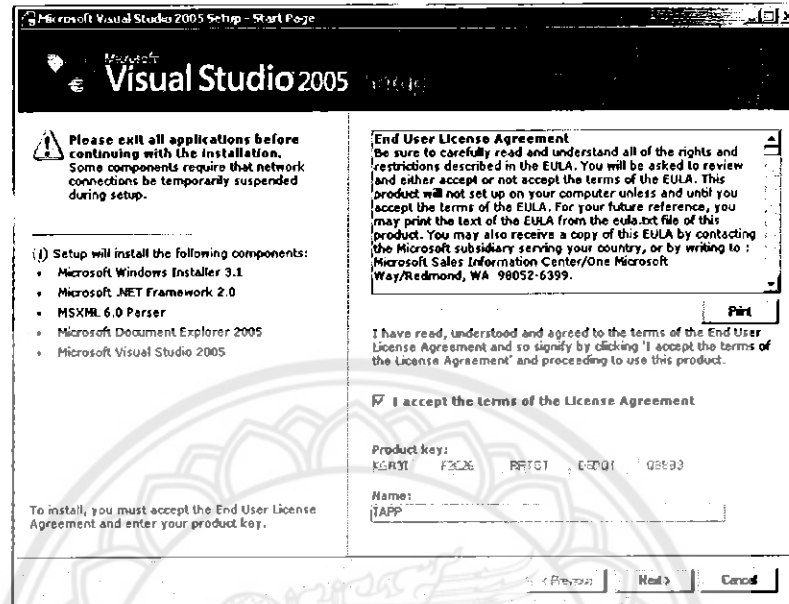 Microsoft Visual Studio 2005 Setup - Start Page
Microsoft
Visual Studio 2005
Please exit all applications before
continuing with the installation.
Some components require that network
connections be temporarily suspended
during setup.
Setup will install the following components:
• Microsoft Windows Installer 3.1
• Microsoft .NET Framework 2.0
• MSXML 6.0 Parser
• Microsoft Document Explorer 2005
• Microsoft Visual Studio 2005
To install, you must accept the End User License
Agreement and enter your product key.
End User License Agreement
Be sure to carefully read and understand all of the rights and
restrictions described in the EULA. You will be asked to review
and either accept or not accept the terms of the EULA. This
product will not set up on your computer unless and until you
accept the terms of the EULA. For your future reference, you
may print the text of the EULA from the eula.txt file of this
product. You may also receive a copy of this EULA by contacting
the Microsoft subsidiary serving your country, or by writing to :
Microsoft Sales Information Center/One Microsoft
Way/Redmond, WA 98052-6399.
Print
I have read, understood and agreed to the terms of the End User
License Agreement and so signify by clicking 'I accept the terms of
the License Agreement' and proceeding to use this product.
I accept the terms of the License Agreement
Product key:
Name:
TAPP
< Previous
Next >
Cancel